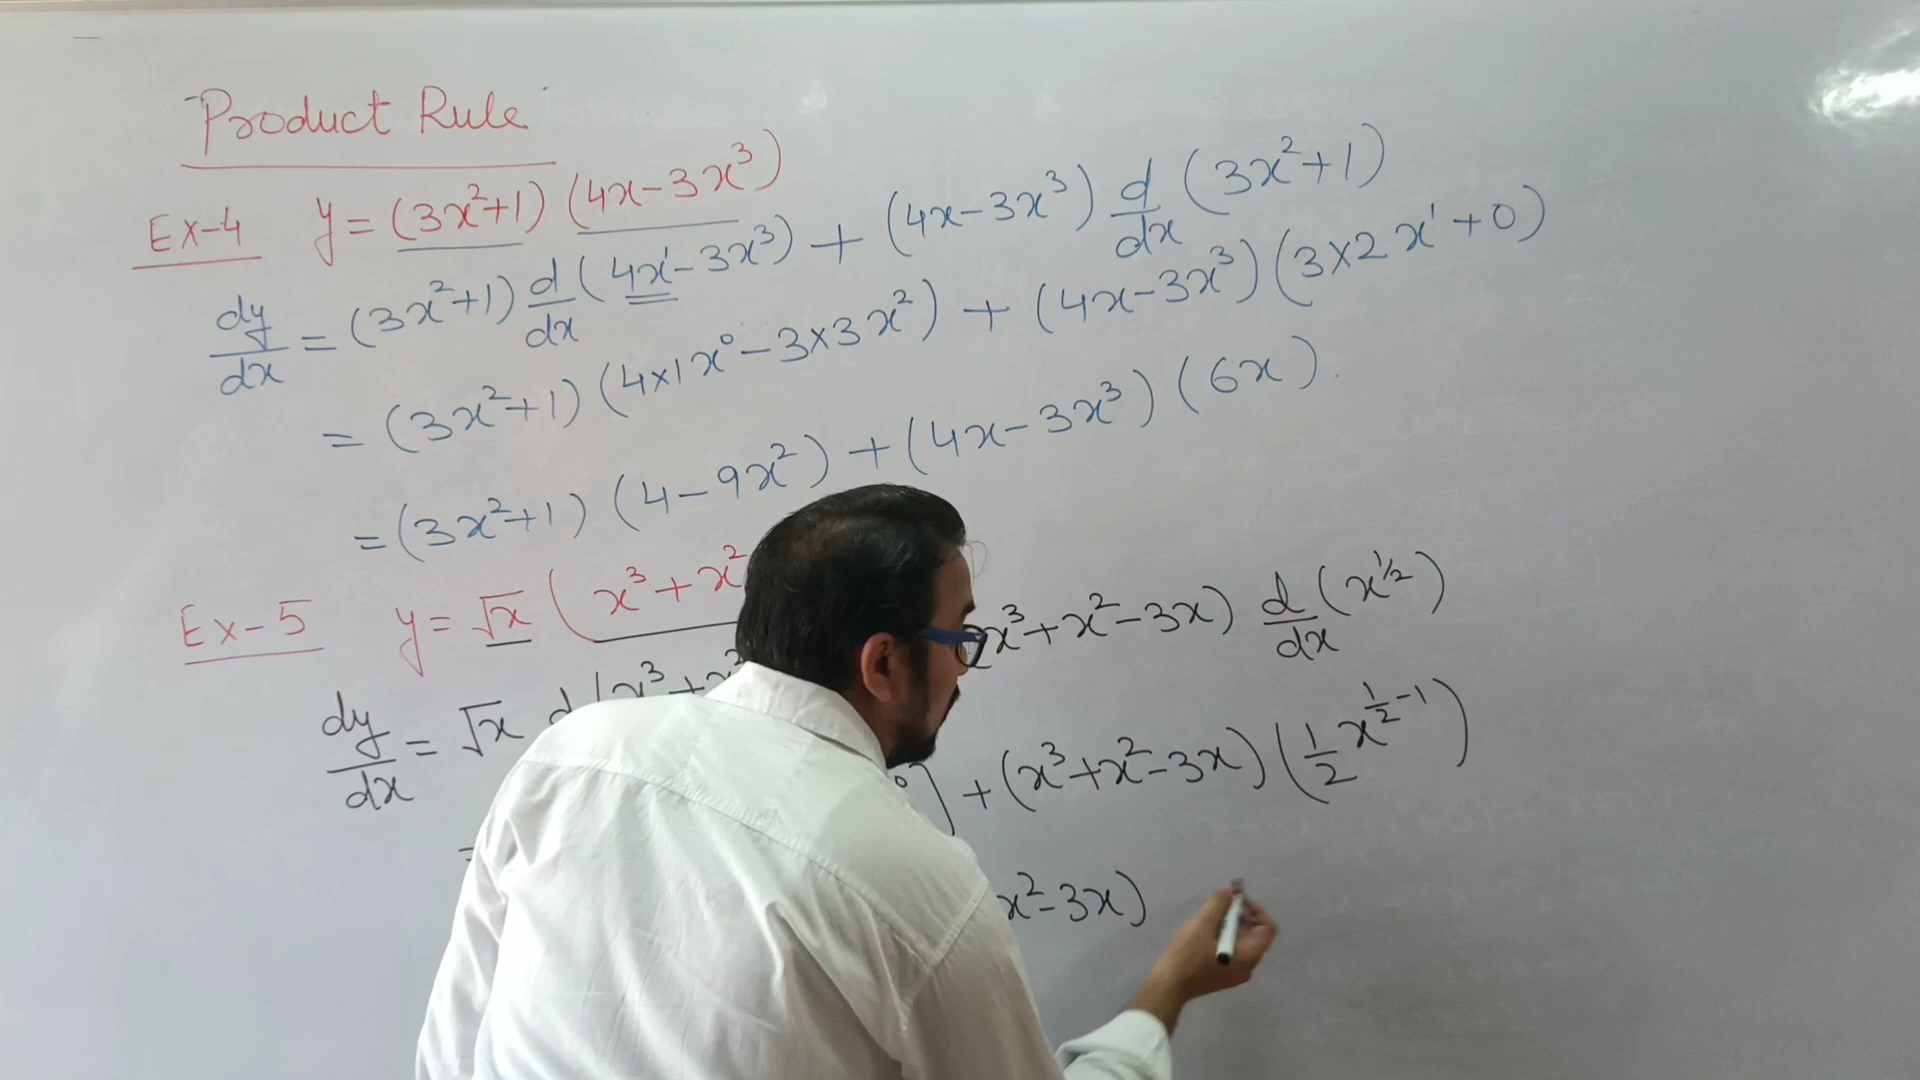 Product Rule
Ex-4 y = (3x²+1) (4x-3x³)
dy/dx = (3x²+1) d/dx (4x¹-3x³) + (4x-3x³) d/dx (3x²+1)
= (3x²+1) (4×1x⁰-3×3x²) + (4x-3x³) (3×2x¹+0)
= (3x²+1) (4-9x²) + (4x-3x³) (6x).
Ex-5 y = √x ( x³+x²
dy/dx = √x d (x³+x² x³+x²-3x) d/dx (x^1/2)
= ] + (x³+x²-3x) (1/2 x^1/2-1)
x²-3x)